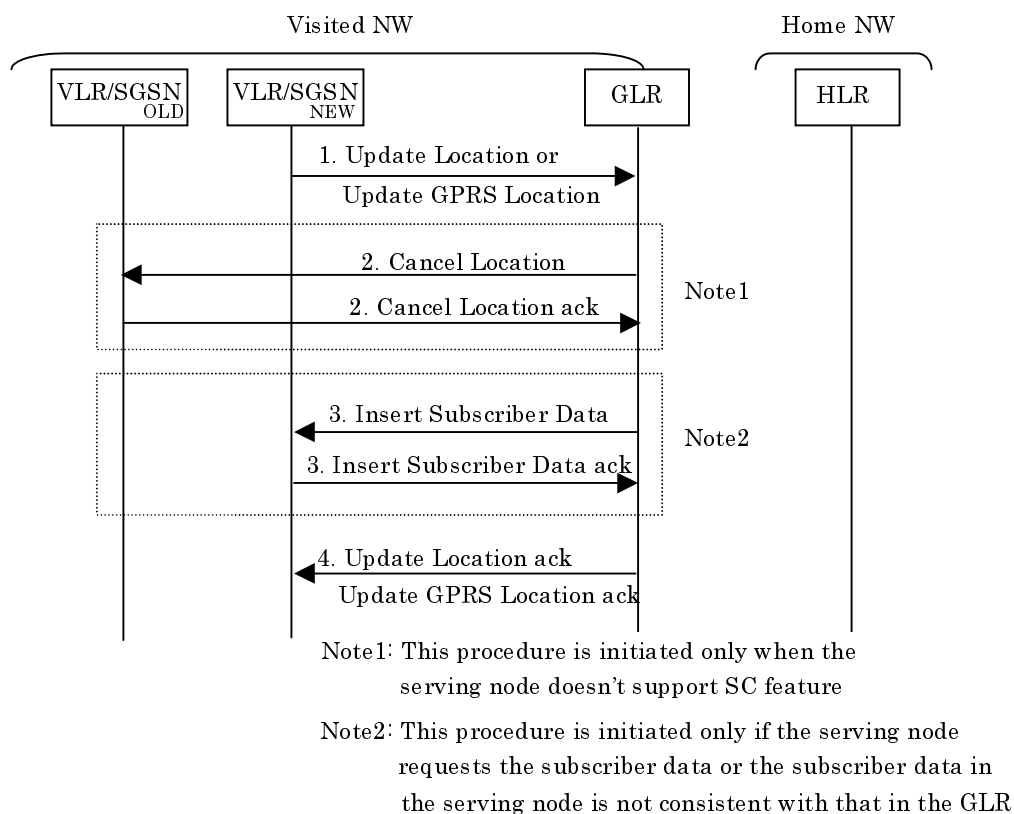 Visited NW
Home NW
VLR/SGSN
OLD
VLR/SGSN
NEW
GLR
HLR
1. Update Location or
Update GPRS Location
2. Cancel Location
2. Cancel Location ack
Note1
3. Insert Subscriber Data
3. Insert Subscriber Data ack
Note2
4. Update Location ack
Update GPRS Location ack
Note1: This procedure is initiated only when the
serving node doesn't support SC feature
Note2: This procedure is initiated only if the serving node
requests the subscriber data or the subscriber data in
the serving node is not consistent with that in the GLR